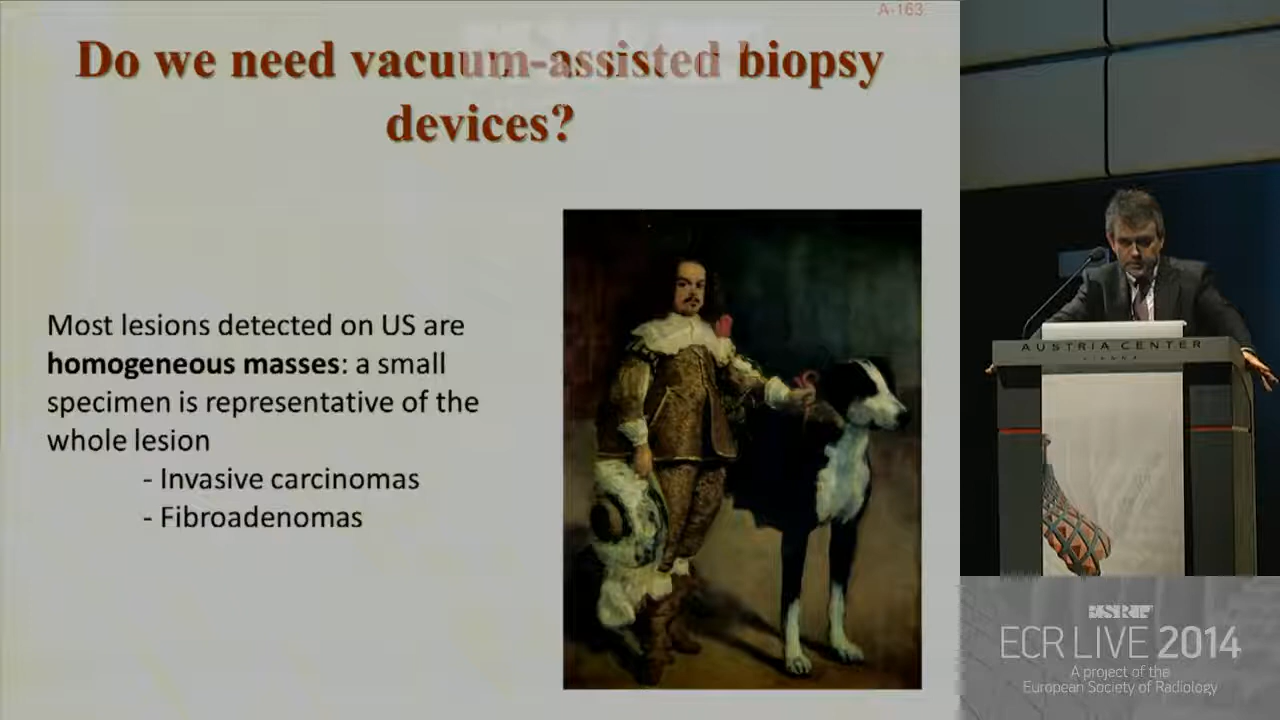 A-163
Do we need vacuum-assisted biopsy
devices?
Most lesions detected on US are
homogeneous masses: a small
specimen is representative of the
whole lesion
- Invasive carcinomas
- Fibroadenomas
AUSTRIA CENTER
VIENNA
ECR LIVE 2014
A project of the
European Society of Radiology